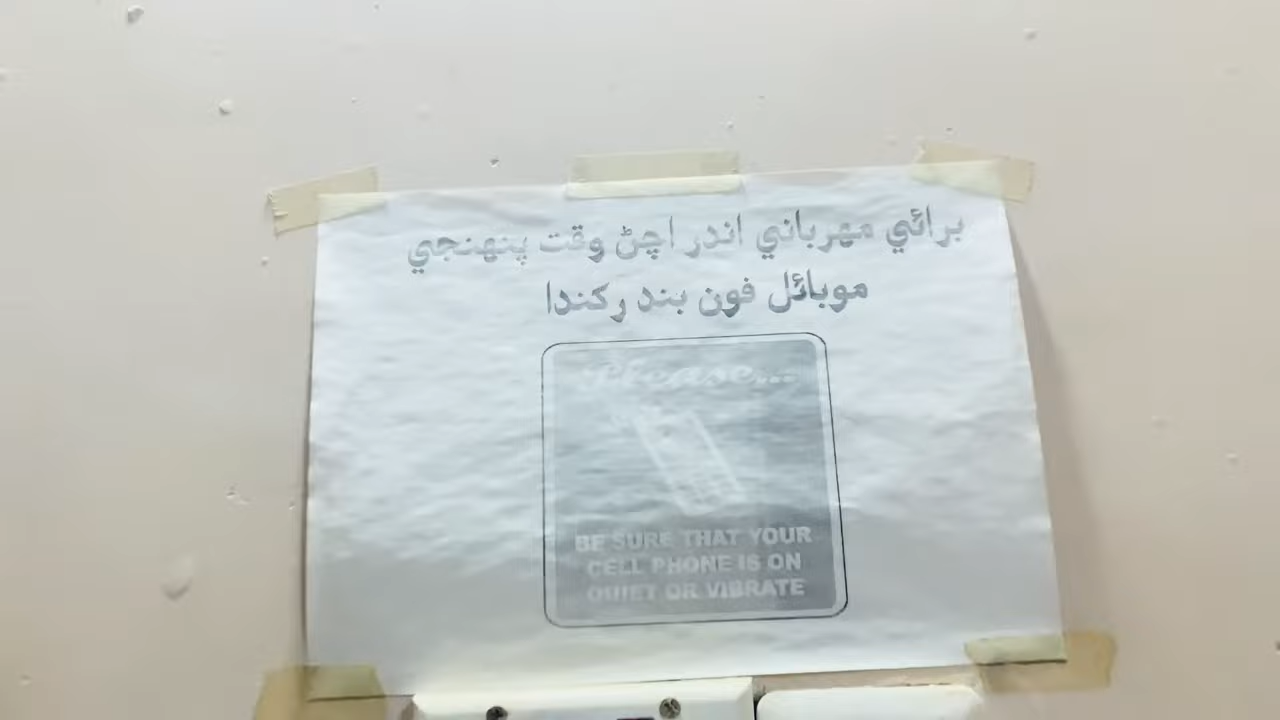 برائي مهرباني اندر اچڻ وقت پنهنجي
موبائل فون بند رکندا
Please...
BE SURE THAT YOUR
CELL PHONE IS ON
QUIET OR VIBRATE